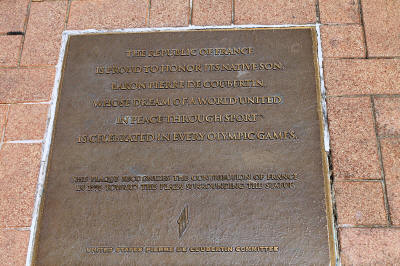 THE REPUBLIC OF FRANCE
IS PROUD TO HONOR ITS NATIVE SON,
BARON PIERRE DE COUBERTIN,
WHOSE DREAM OF A WORLD UNITED
IN PEACE THROUGH SPORT
IS CELEBRATED IN EVERY OLYMPIC GAMES.
THIS PLAQUE RECOGNIZES THE CONTRIBUTION OF FRANCE
IN TOWARD THE PLAZA SURROUNDING THE STATUE
UNITED STATES PIERRE DE COUBERTIN COMMITTEE